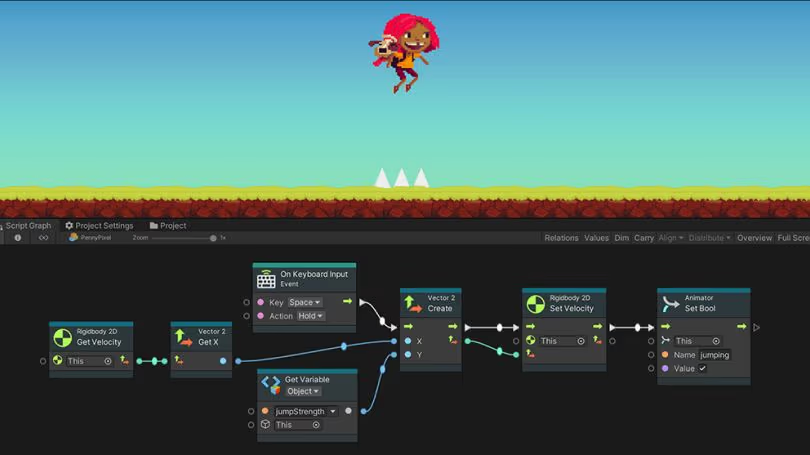 Script Graph Project Settings Project
PennyPixel Zoom 1x Relations Values Dim Carry Align Distribute Overview Full Scre
On Keyboard Input
Event
Key Space
Action Hold
Rigidbody 2D
Get Velocity
This
Vector 2
Get X
Get Variable
Object
jumpStrength
This
Vector 2
Create
X
Y
Rigidbody 2D
Set Velocity
This
Animator
Set Bool
This
Name jumping
Value